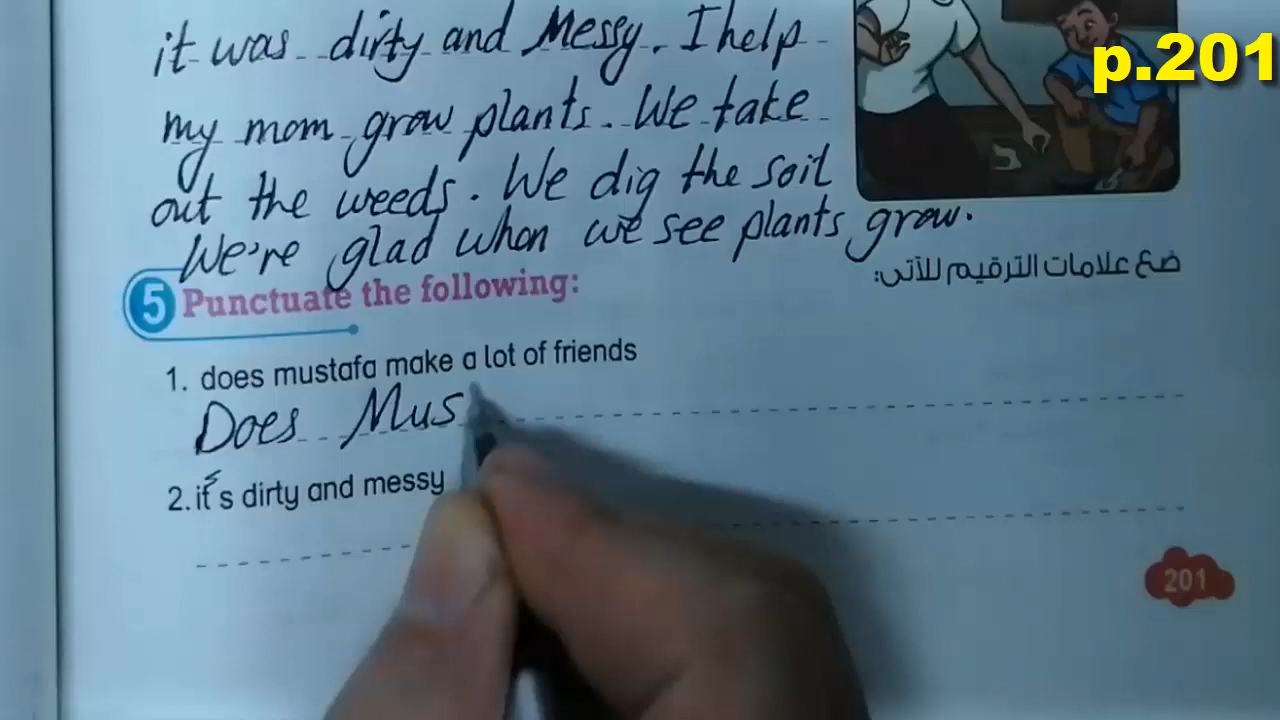 it was dirty and Messy. I help
p.201
my mom grow plants. We take
out the weeds. We dig the soil
We're glad when we see plants grow.
5 Punctuate the following:
ضع علامات الترقيم للآتى:
1. does mustafa make a lot of friends
Does Mus
2. it's dirty and messy
201